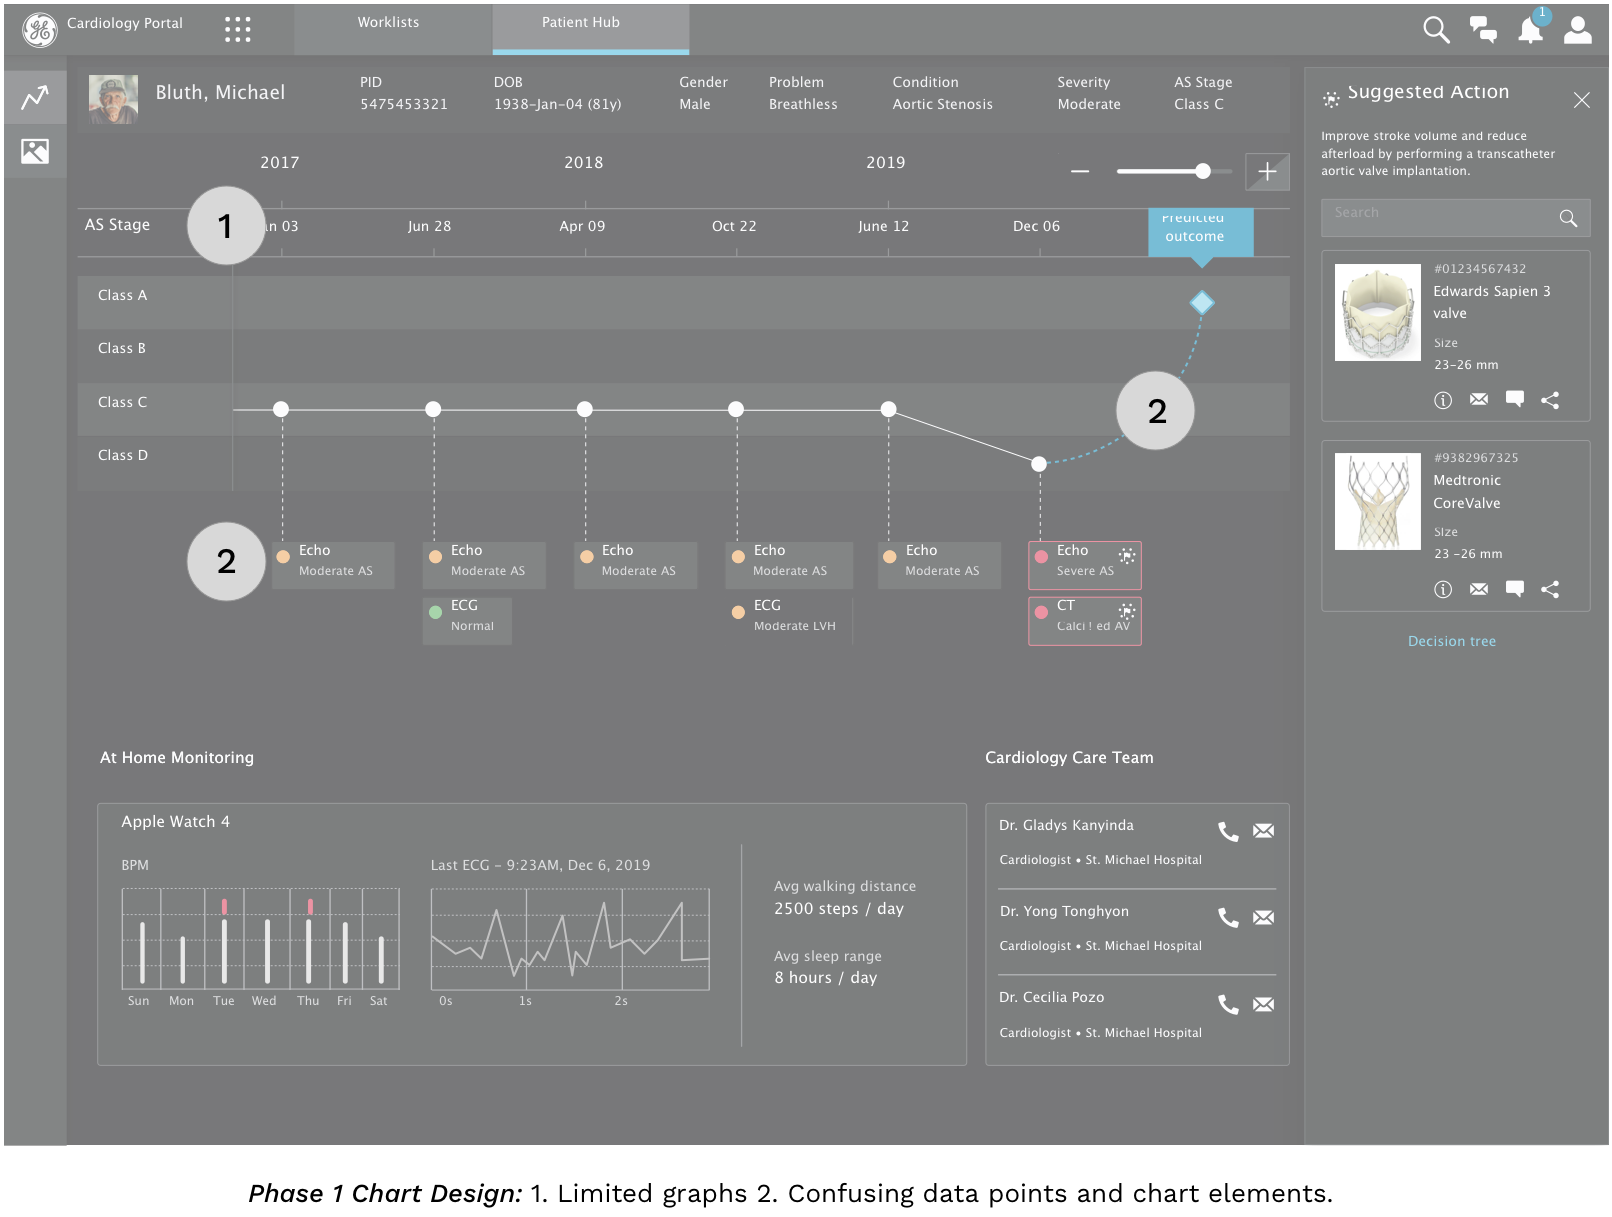 Cardiology Portal
Worklists
Patient Hub
1
Bluth, Michael
PID
5475453321
DOB
1938-Jan-04 (81y)
Gender
Male
Problem
Breathless
Condition
Aortic Stenosis
Severity
Moderate
AS Stage
Class C
2017
2018
2019
AS Stage
1
n 03
Jun 28
Apr 09
Oct 22
June 12
Dec 06
Predicted
outcome
Class A
Class B
Class C
Class D
2
2
Echo
Moderate AS
Echo
Moderate AS
Echo
Moderate AS
Echo
Moderate AS
Echo
Moderate AS
Echo
Severe AS
ECG
Normal
ECG
Moderate LVH
CT
Calci ! ed AV
At Home Monitoring
Apple Watch 4
BPM
Sun Mon Tue Wed Thu Fri Sat
Last ECG - 9:23AM, Dec 6, 2019
0s 1s 2s
Avg walking distance
2500 steps / day
Avg sleep range
8 hours / day
Cardiology Care Team
Dr. Gladys Kanyinda
Cardiologist • St. Michael Hospital
Dr. Yong Tonghyon
Cardiologist • St. Michael Hospital
Dr. Cecilia Pozo
Cardiologist • St. Michael Hospital
Suggested Action
Improve stroke volume and reduce
afterload by performing a transcatheter
aortic valve implantation.
Search
#01234567432
Edwards Sapien 3
valve
Size
23-26 mm
#9382967325
Medtronic
CoreValve
SIze
23 -26 mm
Decision tree
Phase 1 Chart Design: 1. Limited graphs 2. Confusing data points and chart elements.